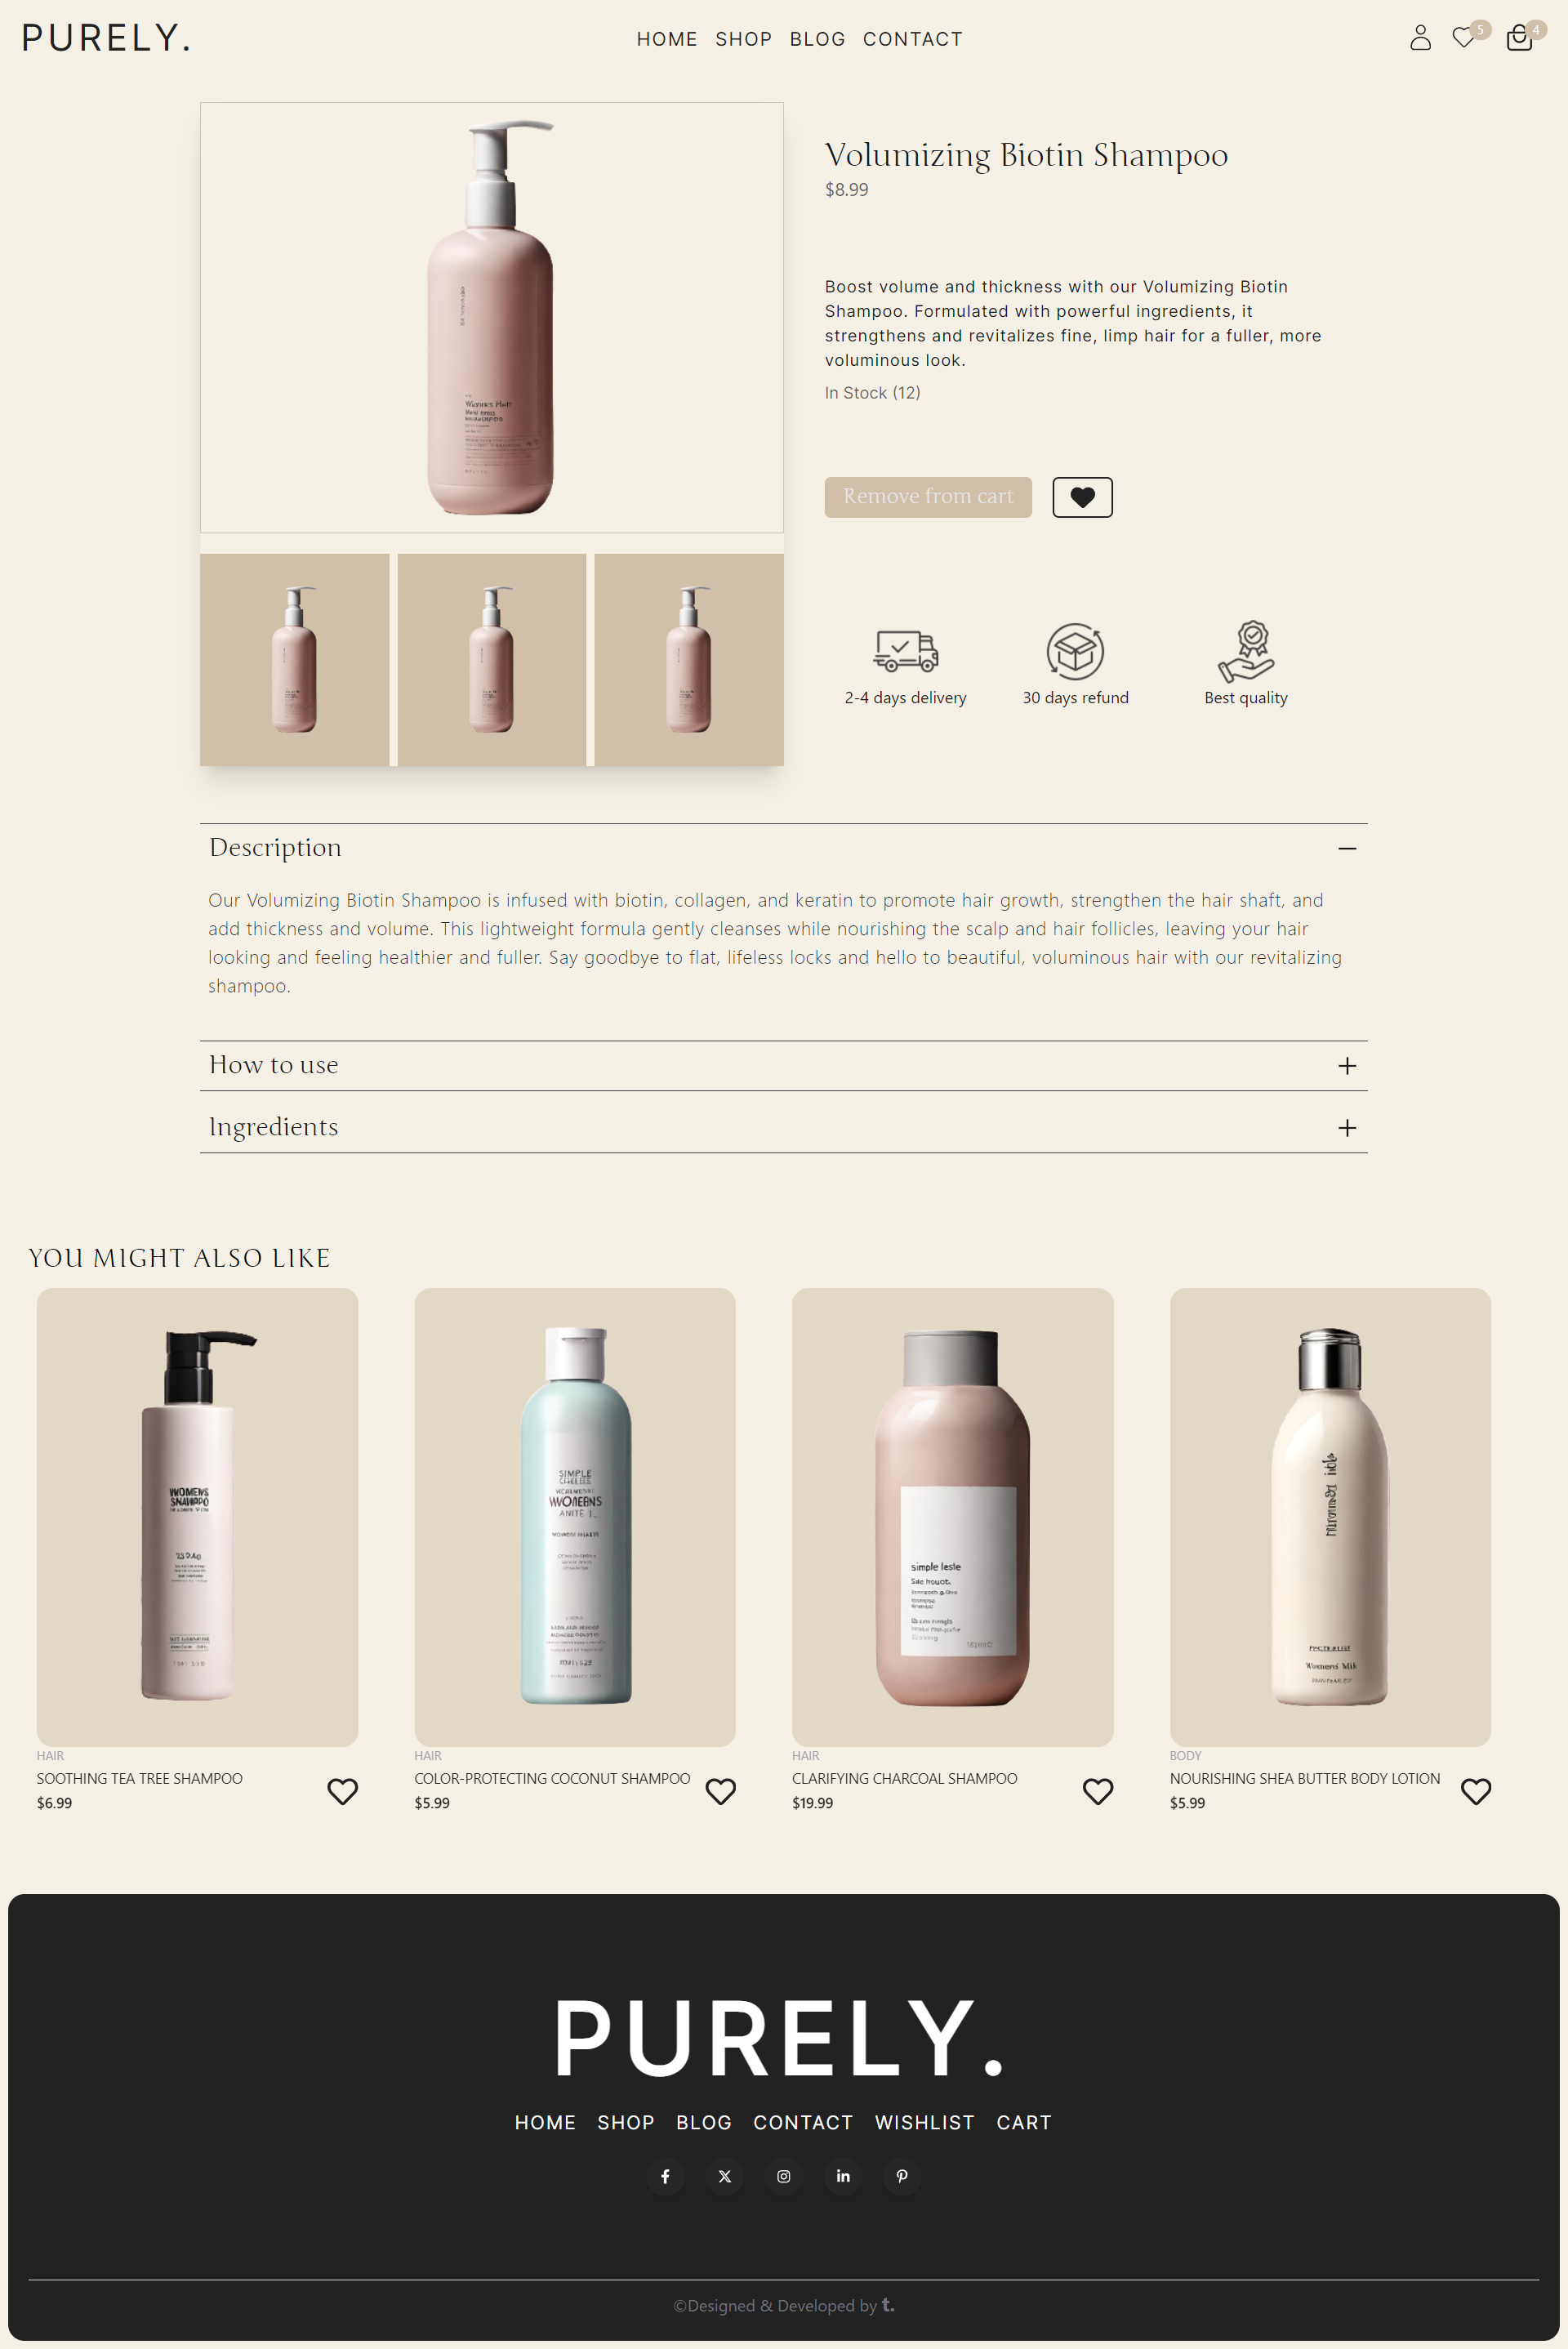 PURELY.
HOME SHOP BLOG CONTACT
5
4
Volumizing Biotin Shampoo
$8.99
Boost volume and thickness with our Volumizing Biotin
Shampoo. Formulated with powerful ingredients, it
strengthens and revitalizes fine, limp hair for a fuller, more
voluminous look.
In Stock (12)
Remove from cart
2-4 days delivery
30 days refund
Best quality
Description
Our Volumizing Biotin Shampoo is infused with biotin, collagen, and keratin to promote hair growth, strengthen the hair shaft, and
add thickness and volume. This lightweight formula gently cleanses while nourishing the scalp and hair follicles, leaving your hair
looking and feeling healthier and fuller. Say goodbye to flat, lifeless locks and hello to beautiful, voluminous hair with our revitalizing
shampoo.
How to use
Ingredients
YOU MIGHT ALSO LIKE
WOMENS
SIMPLE
simple leste
Womens' Mik
HAIR
SOOTHING TEA TREE SHAMPOO
$6.99
HAIR
COLOR-PROTECTING COCONUT SHAMPOO
$5.99
HAIR
CLARIFYING CHARCOAL SHAMPOO
$19.99
BODY
NOURISHING SHEA BUTTER BODY LOTION
$5.99
PURELY.
HOME SHOP BLOG CONTACT WISHLIST CART
©Designed & Developed by t.